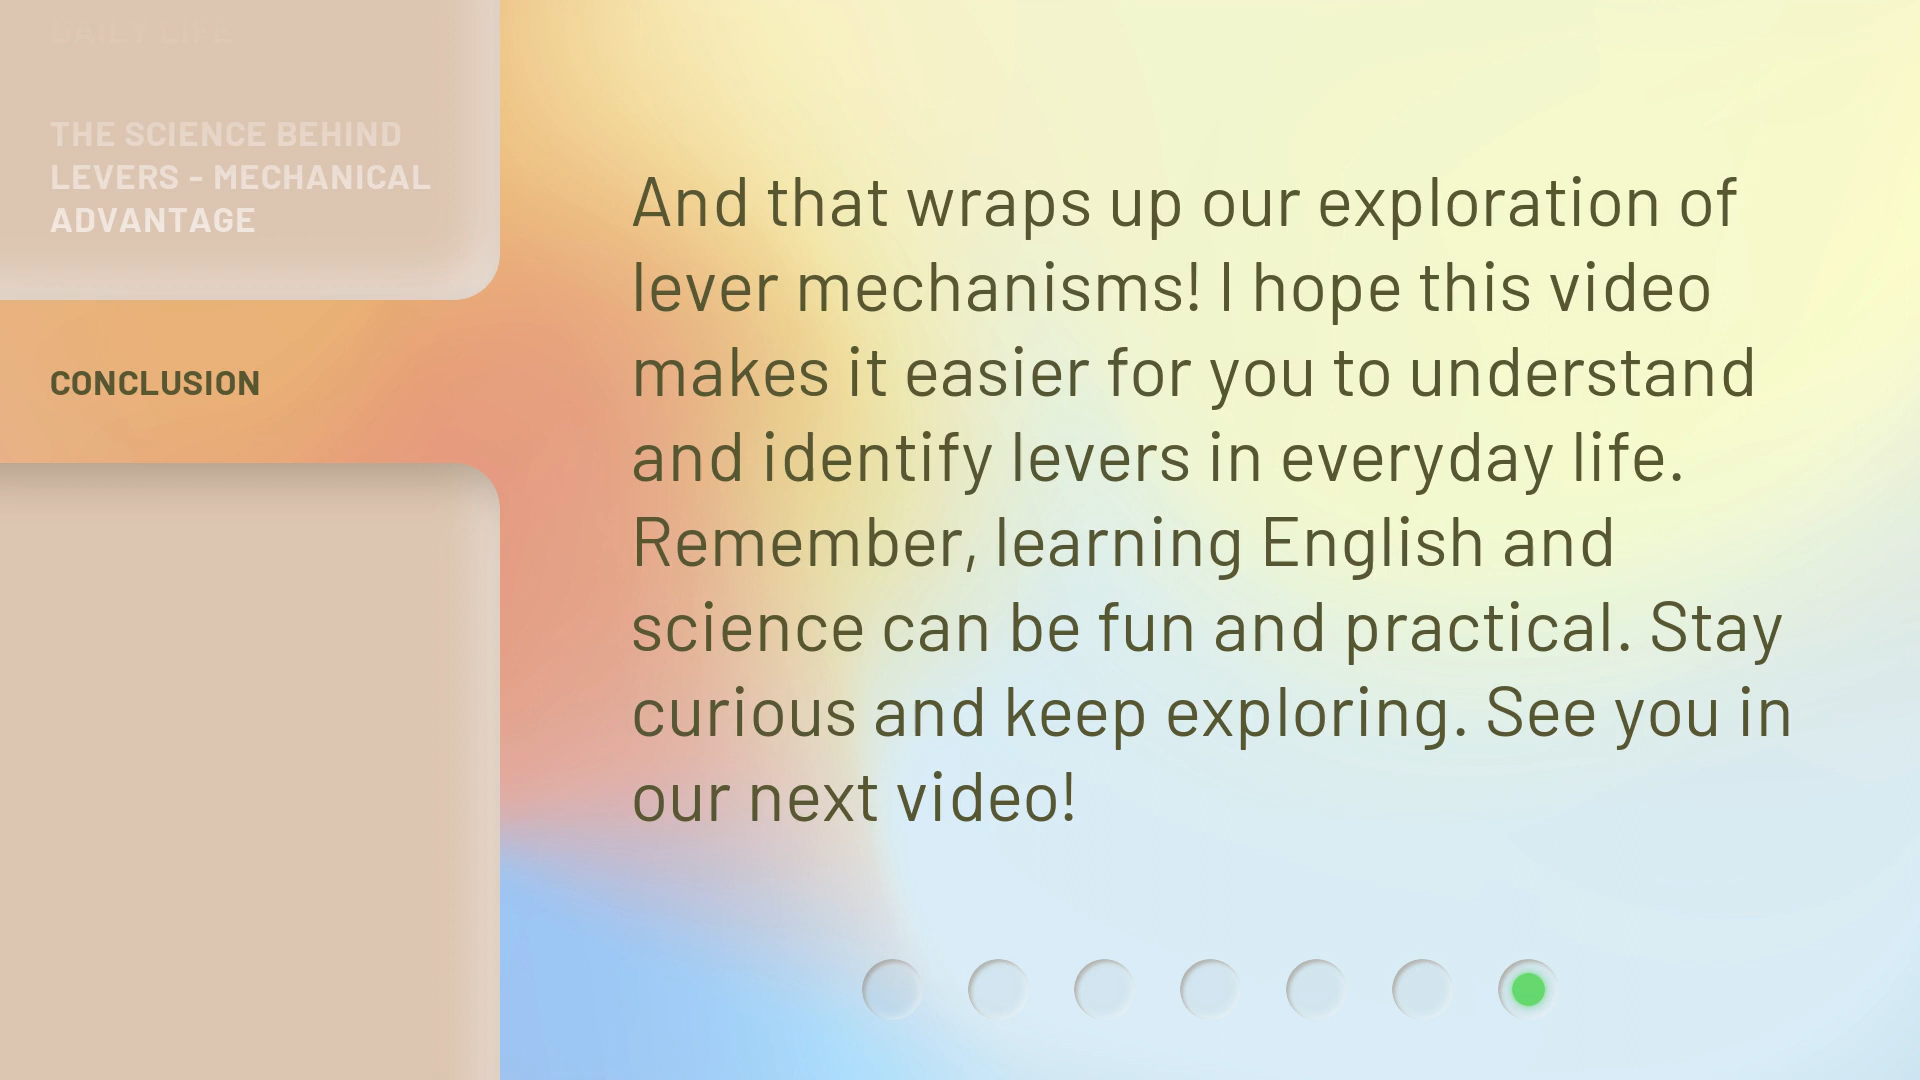 DAILY LIFE
THE SCIENCE BEHIND
LEVERS - MECHANICAL
ADVANTAGE
CONCLUSION
And that wraps up our exploration of
lever mechanisms! I hope this video
makes it easier for you to understand
and identify levers in everyday life.
Remember, learning English and
science can be fun and practical. Stay
curious and keep exploring. See you in
our next video!